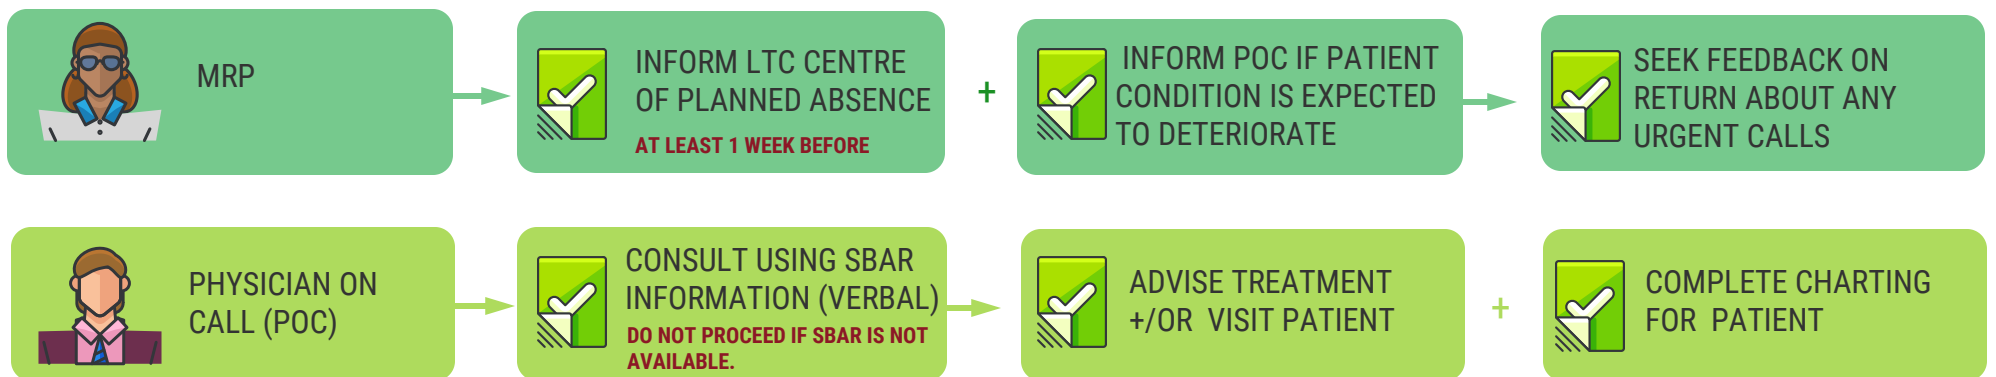 MRP
INFORM LTC CENTRE
OF PLANNED ABSENCE
AT LEAST 1 WEEK BEFORE
+
INFORM POC IF PATIENT
CONDITION IS EXPECTED
TO DETERIORATE
SEEK FEEDBACK ON
RETURN ABOUT ANY
URGENT CALLS
PHYSICIAN ON
CALL (POC)
CONSULT USING SBAR
INFORMATION (VERBAL)
DO NOT PROCEED IF SBAR IS NOT
AVAILABLE.
ADVISE TREATMENT
+/OR VISIT PATIENT
+
COMPLETE CHARTING
FOR PATIENT